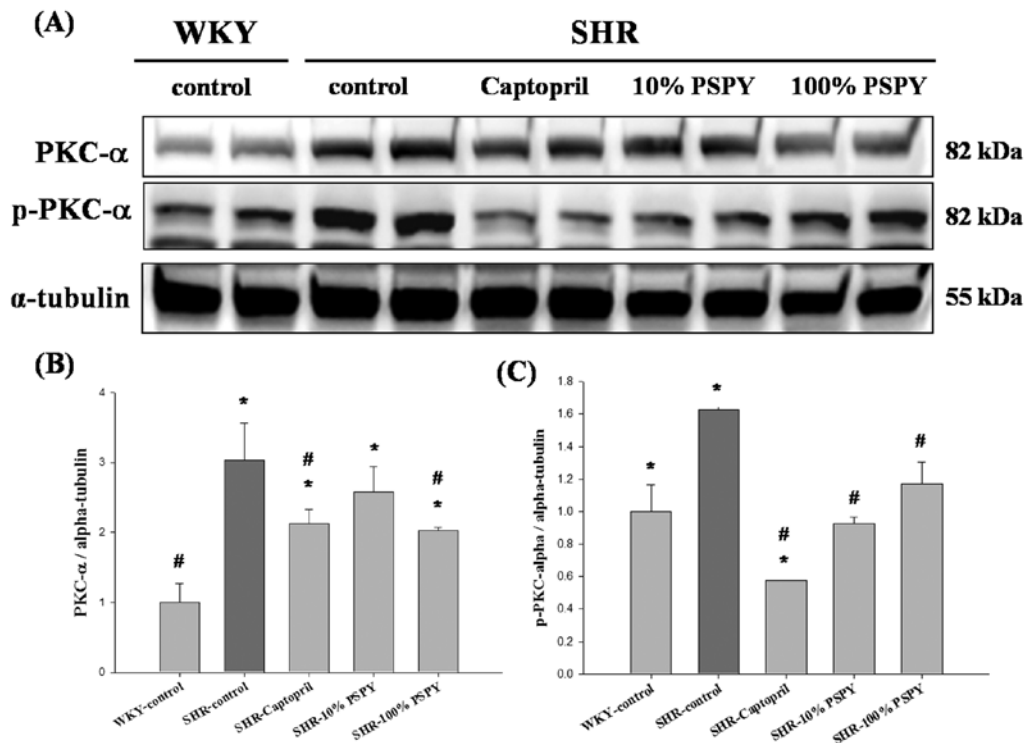 (A)
WKY
SHR
control
control
Captopril
10% PSPY
100% PSPY
PKC-α
82 kDa
p-PKC-α
82 kDa
α-tubulin
55 kDa
(B)
PKC-α / alpha-tubulin
4
3
2
1
0
#
*
#
*
*
#
*
WKY-control
SHR-control
SHR-Captopril
SHR-10% PSPY
SHR-100% PSPY
(C)
p-PKC-alpha / alpha-tubulin
1.8
1.6
1.4
1.2
1.0
0.8
0.6
0.4
0.2
0.0
*
*
#
*
#
#
WKY-control
SHR-control
SHR-Captopril
SHR-10% PSPY
SHR-100% PSPY